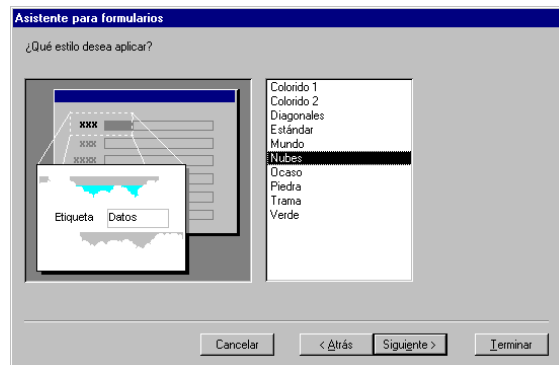 Asistente para formularios
¿Qué estilo desea aplicar?
xxx
xxx
xxxx
Etiqueta Datos
Colorido 1
Colorido 2
Diagonales
Estándar
Mundo
Nubes
Ocaso
Piedra
Trama
Verde
Cancelar < Atrás Siguiente > Terminar